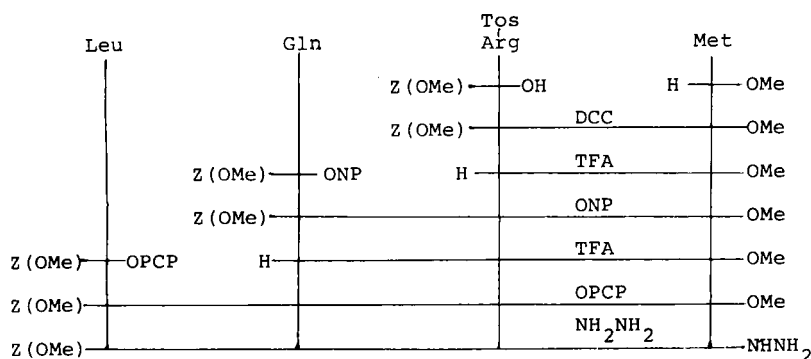 Tos
Leu Gln Arg Met
Z(OMe) OH H OMe
Z(OMe) DCC OMe
Z(OMe) ONP H TFA OMe
Z(OMe) ONP OMe
Z(OMe) OPCP H TFA OMe
Z(OMe) OPCP OMe
Z(OMe) NH2NH2 NHNH2